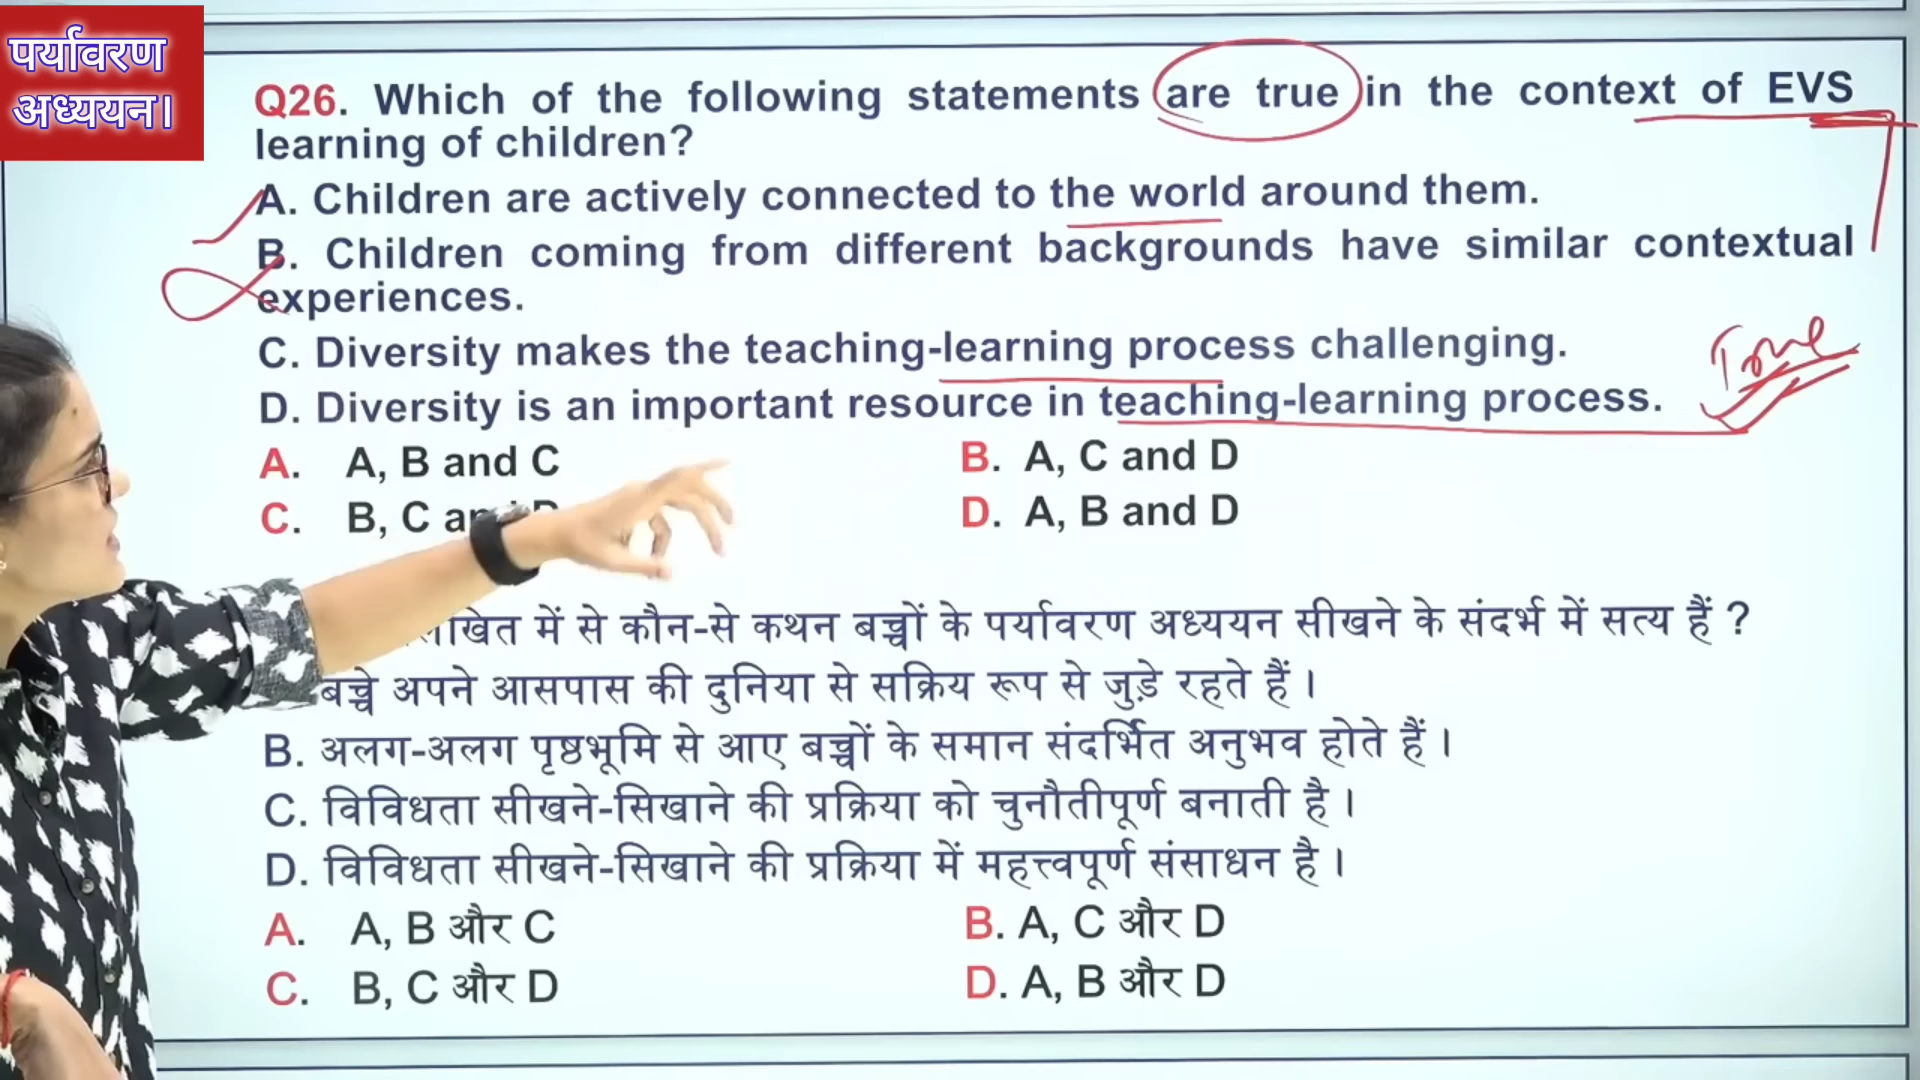 पर्यावरण
अध्ययन।
Q26. Which of the following statements are true in the context of EVS
learning of children?
A. Children are actively connected to the world around them.
B. Children coming from different backgrounds have similar contextual
experiences.
C. Diversity makes the teaching-learning process challenging.
True
D. Diversity is an important resource in teaching-learning process.
A. A, B and C B. A, C and D
C. B, C D. A, B and D
में से कौन-से कथन बच्चों के पर्यावरण अध्ययन सीखने के संदर्भ में सत्य हैं ?
बच्चे अपने आसपास की दुनिया से सक्रिय रूप से जुड़े रहते हैं।
B. अलग-अलग पृष्ठभूमि से आए बच्चों के समान संदर्भित अनुभव होते हैं।
C. विविधता सीखने-सिखाने की प्रक्रिया को चुनौतीपूर्ण बनाती है।
D. विविधता सीखने-सिखाने की प्रक्रिया में महत्त्वपूर्ण संसाधन है।
A. A, B और C B. A, C और D
C. B, C और D D. A, B और D